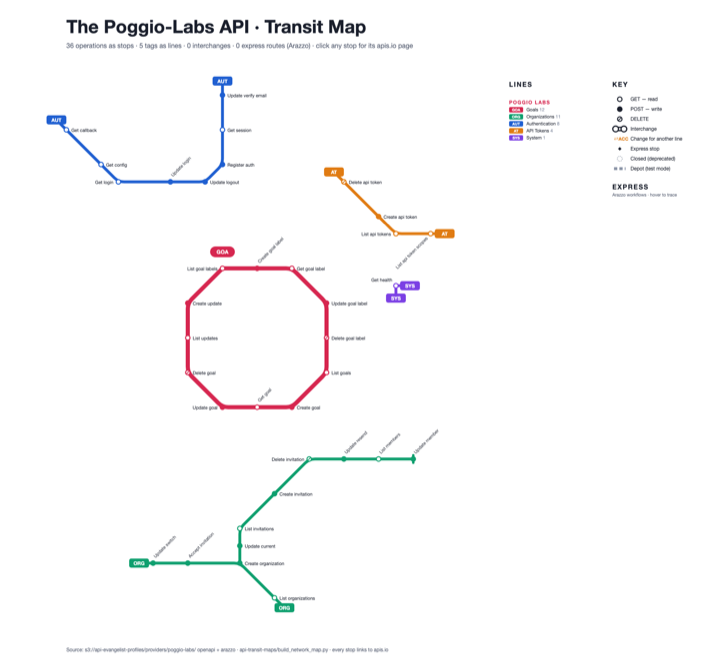 The Poggio-Labs API · Transit Map
36 operations as stops · 5 tags as lines · 0 interchanges · 0 express routes (Arazzo) · click any stop for its apis.io page
AUT
Update verify email
AUT
Get callback
Get session
Get config
Update login
Register auth
Get login
Update logout
AT
Delete api token
Create api token
List api tokens
AT
List api token scopes
Get health
SYS
SYS
GOA
Create goal label
List goal labels
Get goal label
Create update
Update goal label
List updates
Delete goal label
Delete goal
List goals
Get goal
Update goal
Create goal
Update resend
List members
Update member
Delete invitation
Create invitation
List invitations
Update switch
Accept invitation
Update current
ORG
Create organization
List organizations
ORG
LINES
POGGIO LABS
GOA Goals 12
ORG Organizations 11
AUT Authentication 8
AT API Tokens 4
SYS System 1
KEY
GET — read
POST — write
DELETE
Interchange
Change for another line
Express stop
Closed (deprecated)
Depot (test mode)
EXPRESS
Arazzo workflows · hover to trace
Source: s3://api-evangelist-profiles/providers/poggio-labs/ openapi + arazzo · api-transit-maps/build_network_map.py · every stop links to apis.io